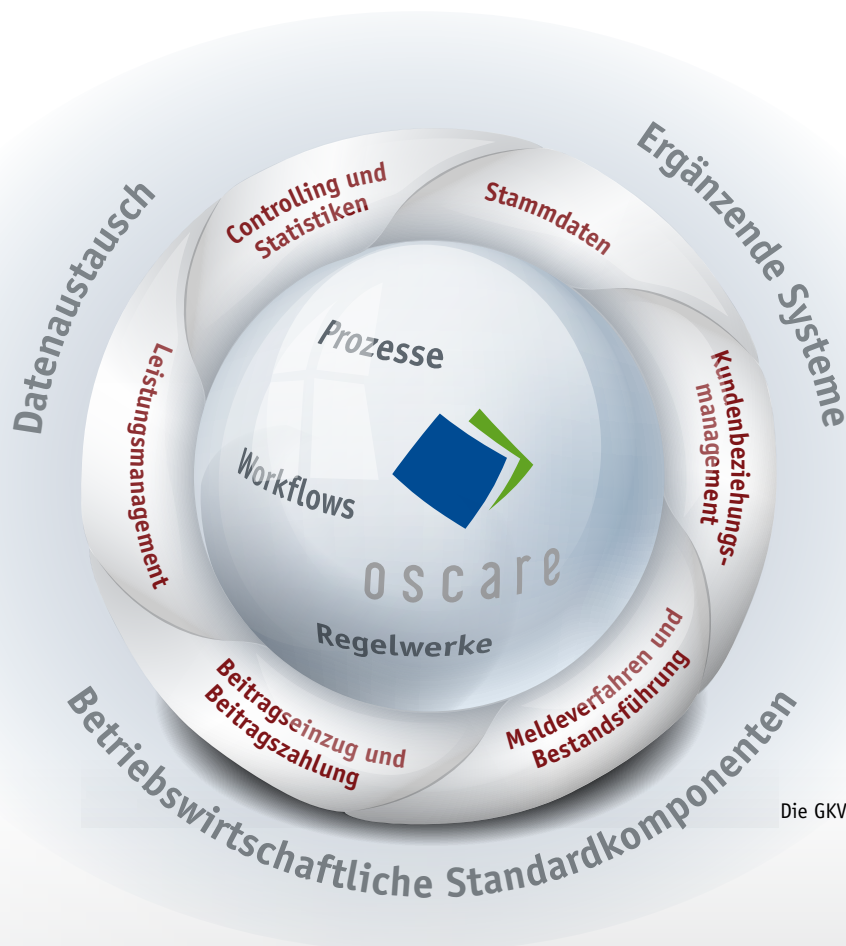 Datenaustausch
Ergänzende Systeme
Controlling und
Statistiken
Stammdaten
Leistungsmanagement
Kundenbeziehungs-
management
Prozesse
Workflows
oscare
Regelwerke
Beitragseinzug und
Beitragszahlung
Meldeverfahren und
Bestandsführung
Betriebswirtschaftliche Standardkomponenten
Die GKV